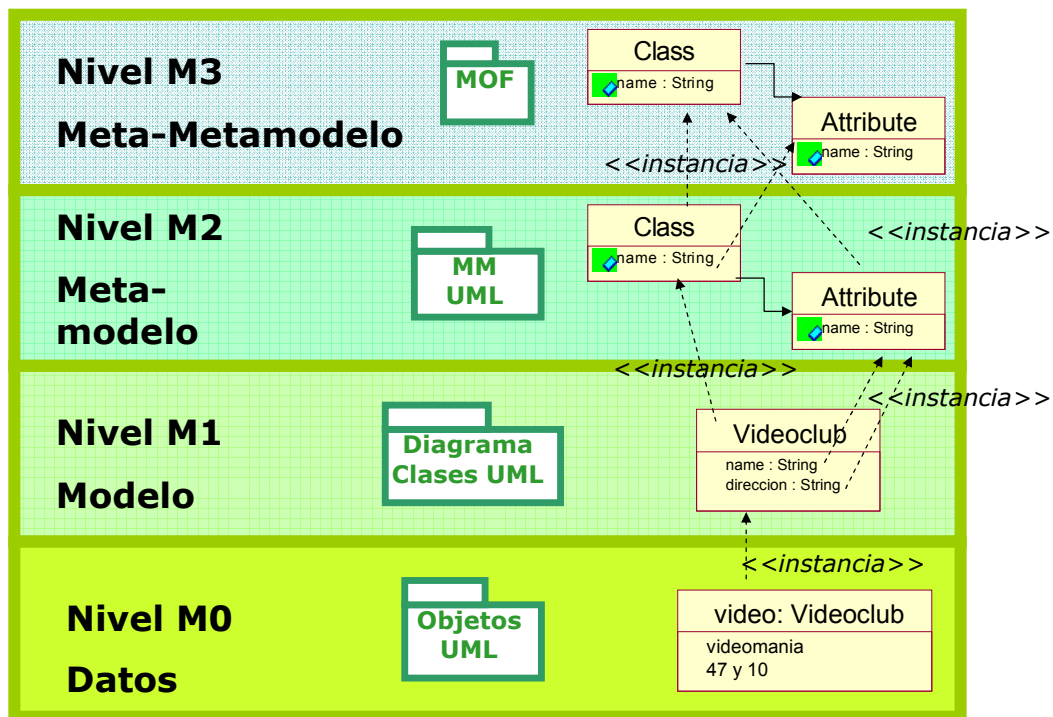 Nivel M3
Meta-Metamodelo
MOF
Class
name : String
Attribute
name : String
<<instancia>>
Nivel M2
Meta-
modelo
MM
UML
Class
name : String
<<instancia>>
Attribute
name : String
<<instancia>>
Nivel M1
Modelo
Diagrama
Clases UML
<<instancia>>
Videoclub
name : String
direccion : String
<<instancia>>
Nivel M0
Datos
Objetos
UML
video: Videoclub
videomania
47 y 10